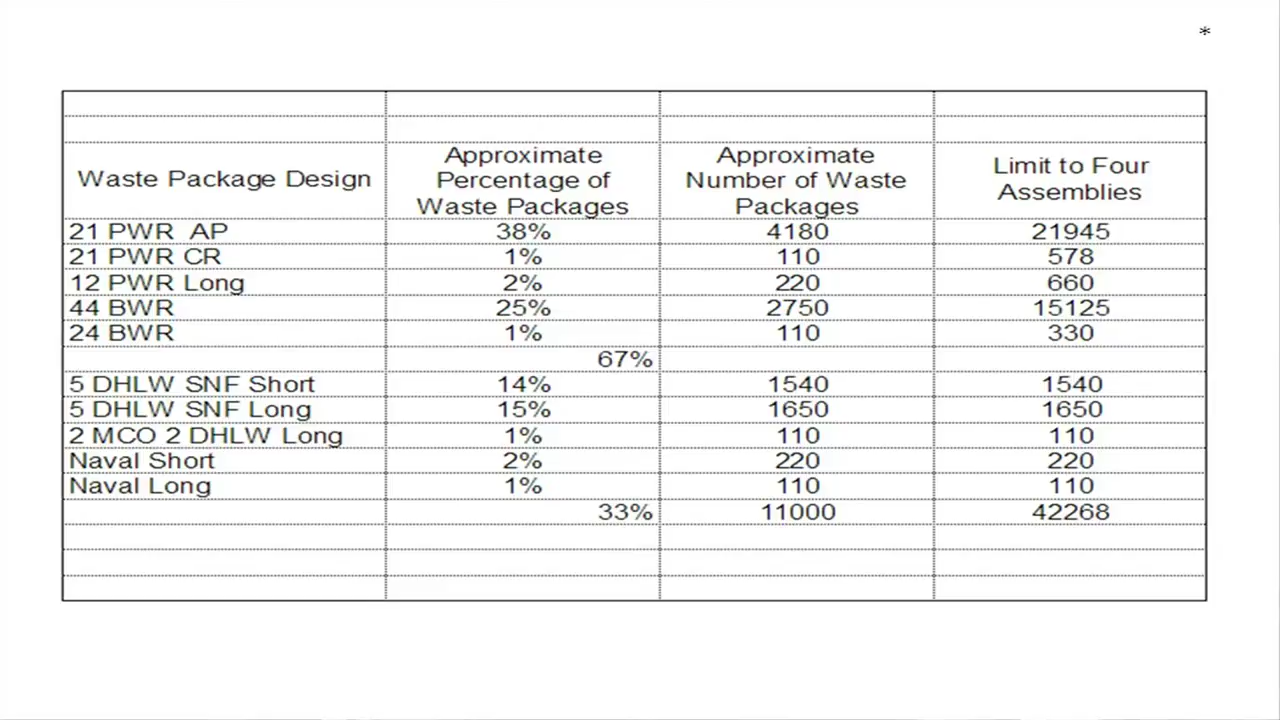 *
Waste Package Design Approximate Percentage of Waste Packages Approximate Number of Waste Packages Limit to Four Assemblies
21 PWR AP 38% 4180 21945
21 PWR CR 1% 110 578
12 PWR Long 2% 220 660
44 BWR 25% 2750 15125
24 BWR 1% 110 330
67%
5 DHLW SNF Short 14% 1540 1540
5 DHLW SNF Long 15% 1650 1650
2 MCO 2 DHLW Long 1% 110 110
Naval Short 2% 220 220
Naval Long 1% 110 110
33% 11000 42268